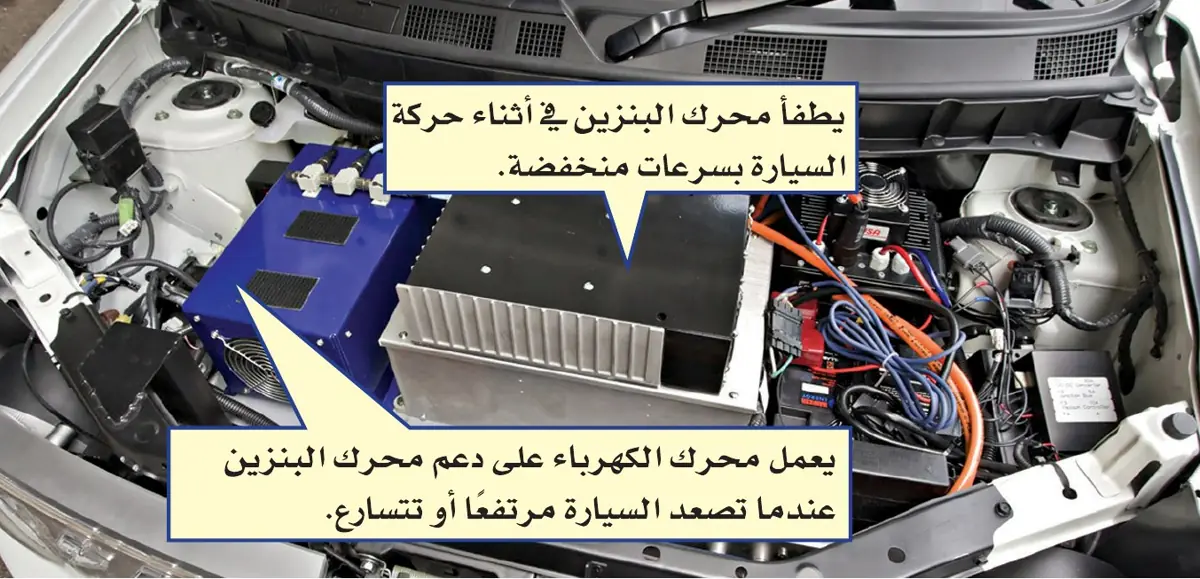 يطفأ محرك البنزين في أثناء حركة
السيارة بسرعات منخفضة.
يعمل محرك الكهرباء على دعم محرك البنزين
عندما تصعد السيارة مرتفعًا أو تتسارع.